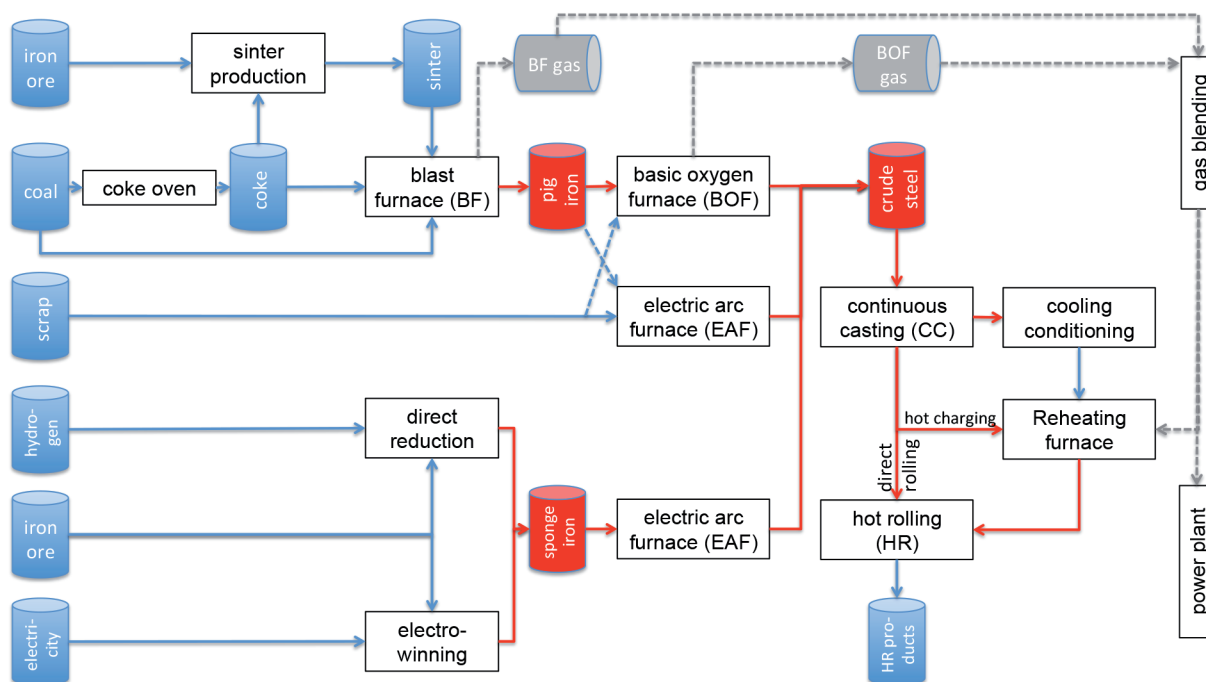 iron
ore
sinter
production
sinter
BF gas
BOF
gas
gas blending
coal
coke oven
coke
blast
furnace (BF)
pig
iron
basic oxygen
furnace (BOF)
crude
steel
scrap
electric arc
furnace (EAF)
continuous
casting (CC)
cooling
conditioning
hydro-
gen
direct
reduction
hot charging
Reheating
furnace
direct
rolling
iron
ore
sponge
iron
electric arc
furnace (EAF)
hot rolling
(HR)
power plant
electri-
city
electro-
winning
HR pro-
ducts